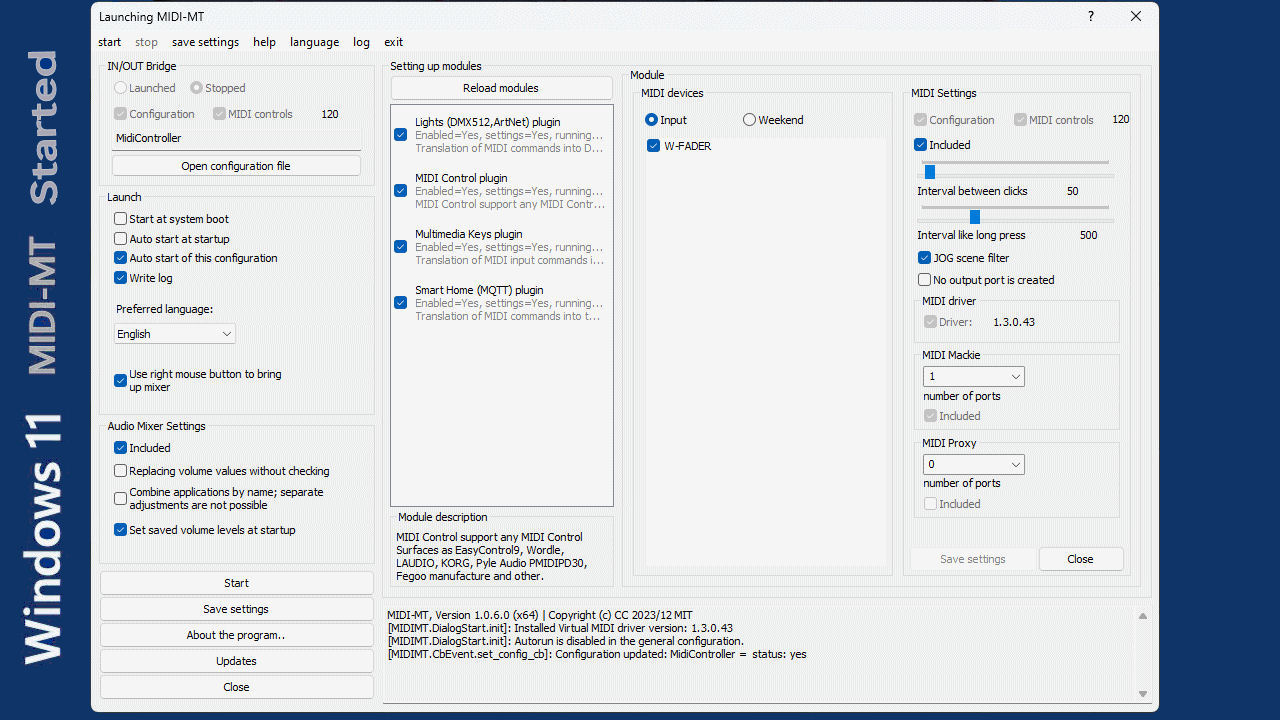 Windows 11 MIDI-MT Started
Launching MIDI-MT
?
start stop save settings help language log exit
IN/OUT Bridge
Launched Stopped
Configuration MIDI controls 120
MidiController
Open configuration file
Launch
Start at system boot
Auto start at startup
Auto start of this configuration
Write log
Preferred language:
English
Use right mouse button to bring
up mixer
Audio Mixer Settings
Included
Replacing volume values without checking
Combine applications by name; separate
adjustments are not possible
Set saved volume levels at startup
Start
Save settings
About the program..
Updates
Close
Setting up modules
Reload modules
Lights (DMX512,ArtNet) plugin
Enabled=Yes, settings=Yes, running...
Translation of MIDI commands into D...
MIDI Control plugin
Enabled=Yes, settings=Yes, running...
MIDI Control support any MIDI Contr...
Multimedia Keys plugin
Enabled=Yes, settings=Yes, running...
Translation of MIDI input commands i...
Smart Home (MQTT) plugin
Enabled=Yes, settings=Yes, running...
Translation of MIDI commands into t...
Module description
MIDI Control support any MIDI Control
Surfaces as EasyControl9, Wordle,
LAUDIO, KORG, Pyle Audio PMIDIPD30,
Fegoo manufacture and other.
Module
MIDI devices
Input Weekend
W-FADER
MIDI Settings
Configuration MIDI controls 120
Included
Interval between clicks 50
Interval like long press 500
JOG scene filter
No output port is created
MIDI driver
Driver: 1.3.0.43
MIDI Mackie
1
number of ports
Included
MIDI Proxy
0
number of ports
Included
Save settings Close
MIDI-MT, Version 1.0.6.0 (x64) | Copyright (c) CC 2023/12 MIT
[MIDIMT.DialogStart.init]: Installed Virtual MIDI driver version: 1.3.0.43
[MIDIMT.DialogStart.init]: Autorun is disabled in the general configuration.
[MIDIMT.CbEvent.set_config_cb]: Configuration updated: MidiController = status: yes